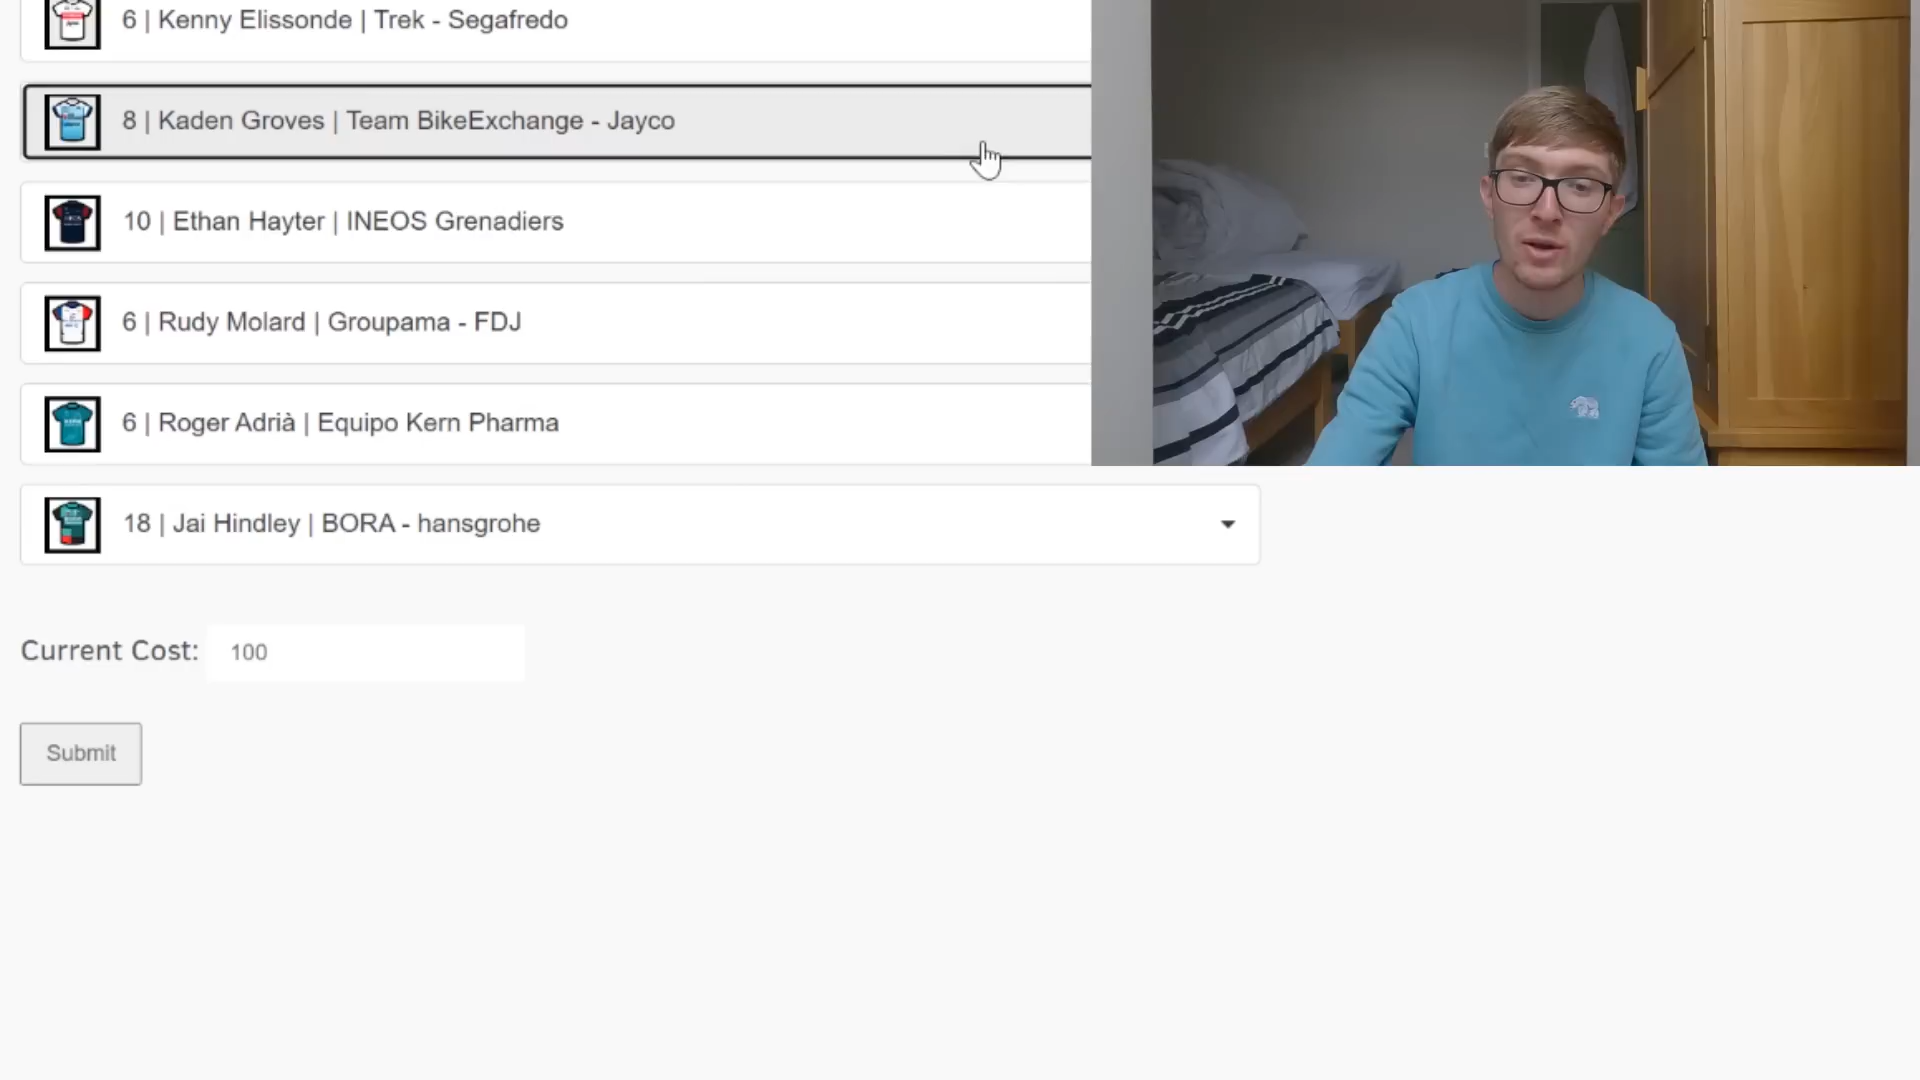 6 | Kenny Elissonde | Trek - Segafredo
8 | Kaden Groves | Team BikeExchange - Jayco
10 | Ethan Hayter | INEOS Grenadiers
6 | Rudy Molard | Groupama - FDJ
6 | Roger Adrià | Equipo Kern Pharma
18 | Jai Hindley | BORA - hansgrohe
Current Cost: 100
Submit